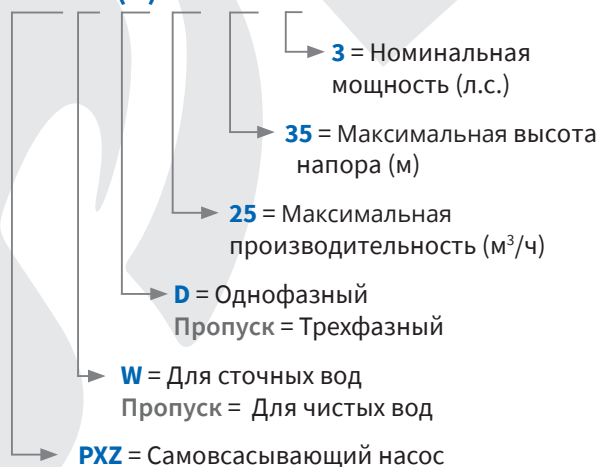 3 = Номинальная
мощность (л.с.)
35 = Максимальная высота
напора (м)
25 = Максимальная
производительность (м³/ч)
D = Однофазный
Пропуск = Трехфазный
W = Для сточных вод
Пропуск = Для чистых вод
PXZ = Самовсасывающий насос